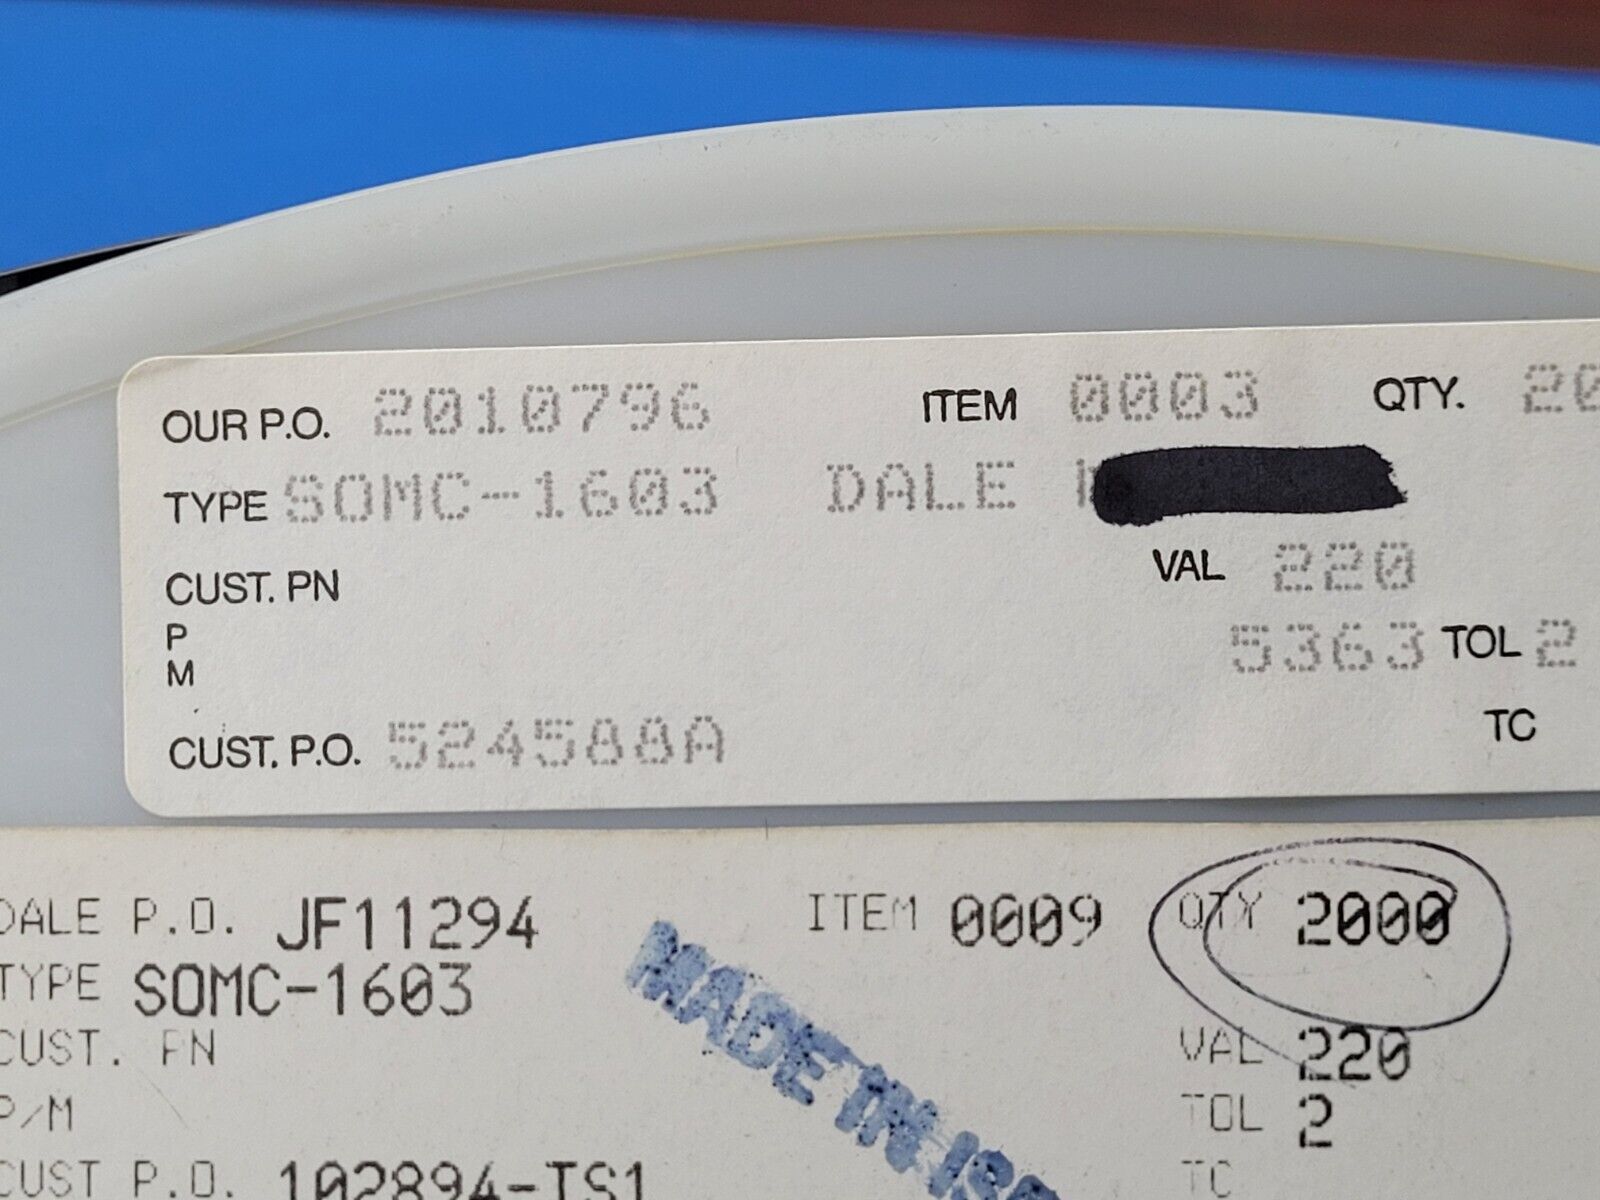 OUR P.O. 2010796 ITEM 0003 QTY. 20
TYPE SOMC-1603 DALE
CUST. PN VAL 220
P 5363 TOL 2
M
CUST. P.O. 524588A TC
DALE P.O. JF11294 ITEM 0009 QTY 2000
TYPE SOMC-1603
CUST. PN VAL 220
P/M TOL 2
CUST P.O. 102894-TS1 TC
MADE IN